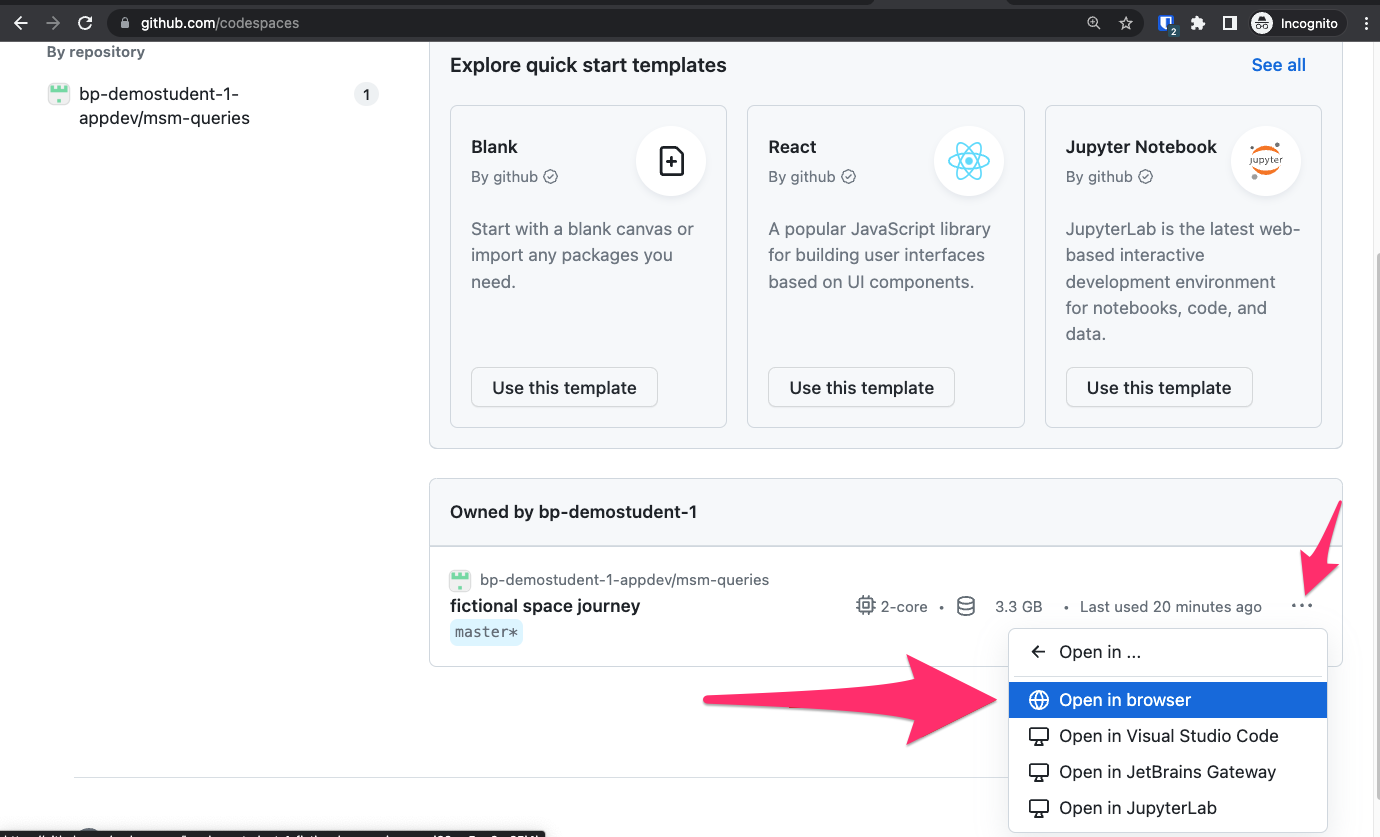 github.com/codespaces
2
Incognito
By repository
bp-demostudent-1-
appdev/msm-queries
1
Explore quick start templates
See all
Blank
By github
Start with a blank canvas or
import any packages you
need.
Use this template
React
By github
A popular JavaScript library
for building user interfaces
based on UI components.
Use this template
Jupyter Notebook
By github
jupyter
JupyterLab is the latest web-
based interactive
development environment
for notebooks, code, and
data.
Use this template
Owned by bp-demostudent-1
bp-demostudent-1-appdev/msm-queries
fictional space journey
2-core • 3.3 GB • Last used 20 minutes ago ...
master*
Open in ...
Open in browser
Open in Visual Studio Code
Open in JetBrains Gateway
Open in JupyterLab